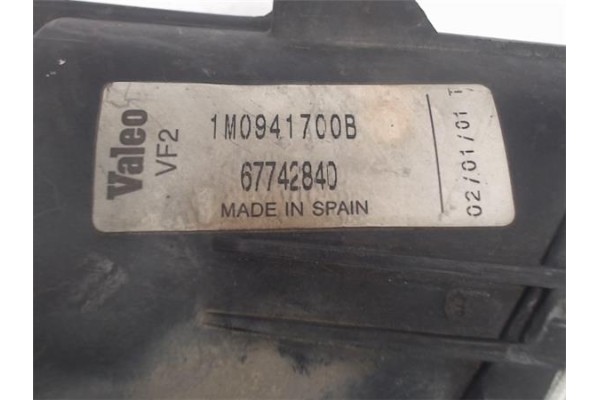 Valeo
VF2
1M0941700B
67742840
MADE IN SPAIN
02/01/01 T